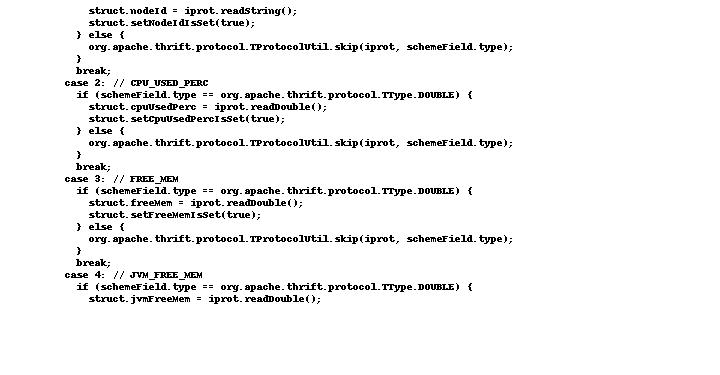 struct.nodeId = iprot.readString();
struct.setNodeIdIsSet(true);
} else {
org.apache.thrift.protocol.TProtocolUtil.skip(iprot, schemeField.type);
}
break;
case 2: // CPU_USED_PERC
if (schemeField.type == org.apache.thrift.protocol.TType.DOUBLE) {
struct.cpuUsedPerc = iprot.readDouble();
struct.setCpuUsedPercIsSet(true);
} else {
org.apache.thrift.protocol.TProtocolUtil.skip(iprot, schemeField.type);
}
break;
case 3: // FREE_MEM
if (schemeField.type == org.apache.thrift.protocol.TType.DOUBLE) {
struct.freeMem = iprot.readDouble();
struct.setFreeMemIsSet(true);
} else {
org.apache.thrift.protocol.TProtocolUtil.skip(iprot, schemeField.type);
}
break;
case 4: // JVM_FREE_MEM
if (schemeField.type == org.apache.thrift.protocol.TType.DOUBLE) {
struct.jvmFreeMem = iprot.readDouble();